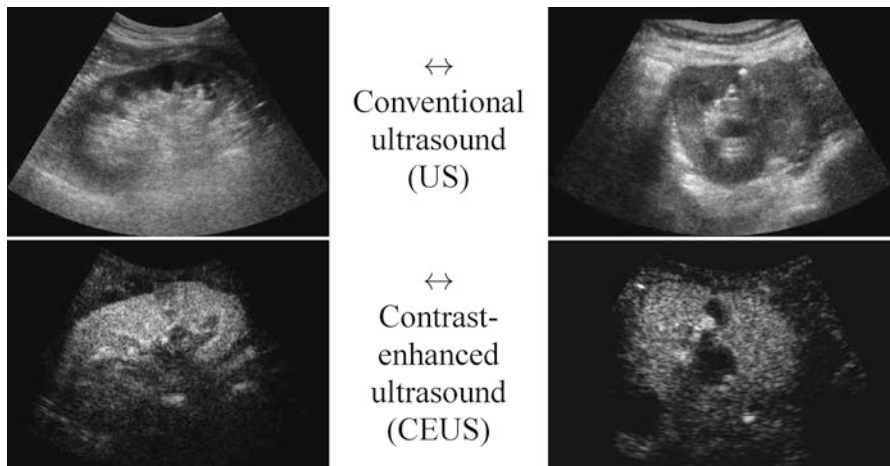 ↔
Conventional
ultrasound
(US)
↔
Contrast-
enhanced
ultrasound
(CEUS)